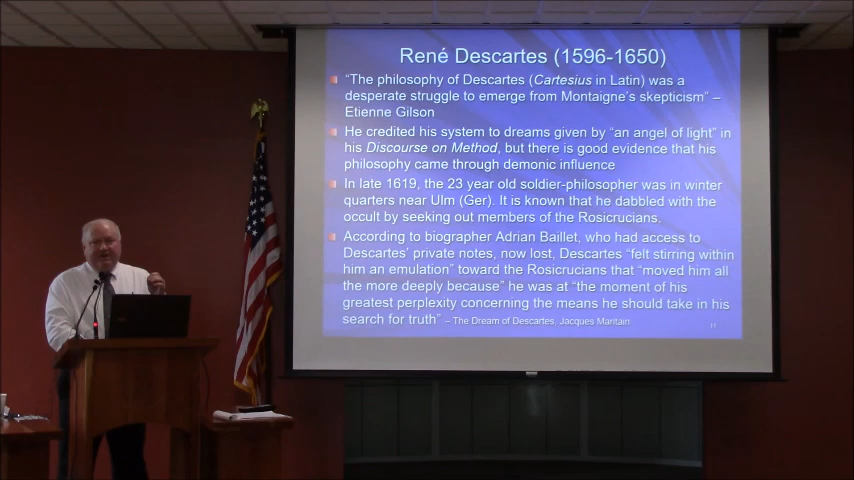 René Descartes (1596-1650)
“The philosophy of Descartes (Cartesius in Latin) was a
desperate struggle to emerge from Montaigne’s skepticism” –
Etienne Gilson
He credited his system to dreams given by “an angel of light” in
his Discourse on Method, but there is good evidence that his
philosophy came through demonic influence
In late 1619, the 23 year old soldier-philosopher was in winter
quarters near Ulm (Ger). It is known that he dabbled with the
occult by seeking out members of the Rosicrucians.
According to biographer Adrian Baillet, who had access to
Descartes’ private notes, now lost, Descartes “felt stirring within
him an emulation” toward the Rosicrucians that “moved him all
the more deeply because” he was at “the moment of his
greatest perplexity concerning the means he should take in his
search for truth” – The Dream of Descartes, Jacques Maritain
11